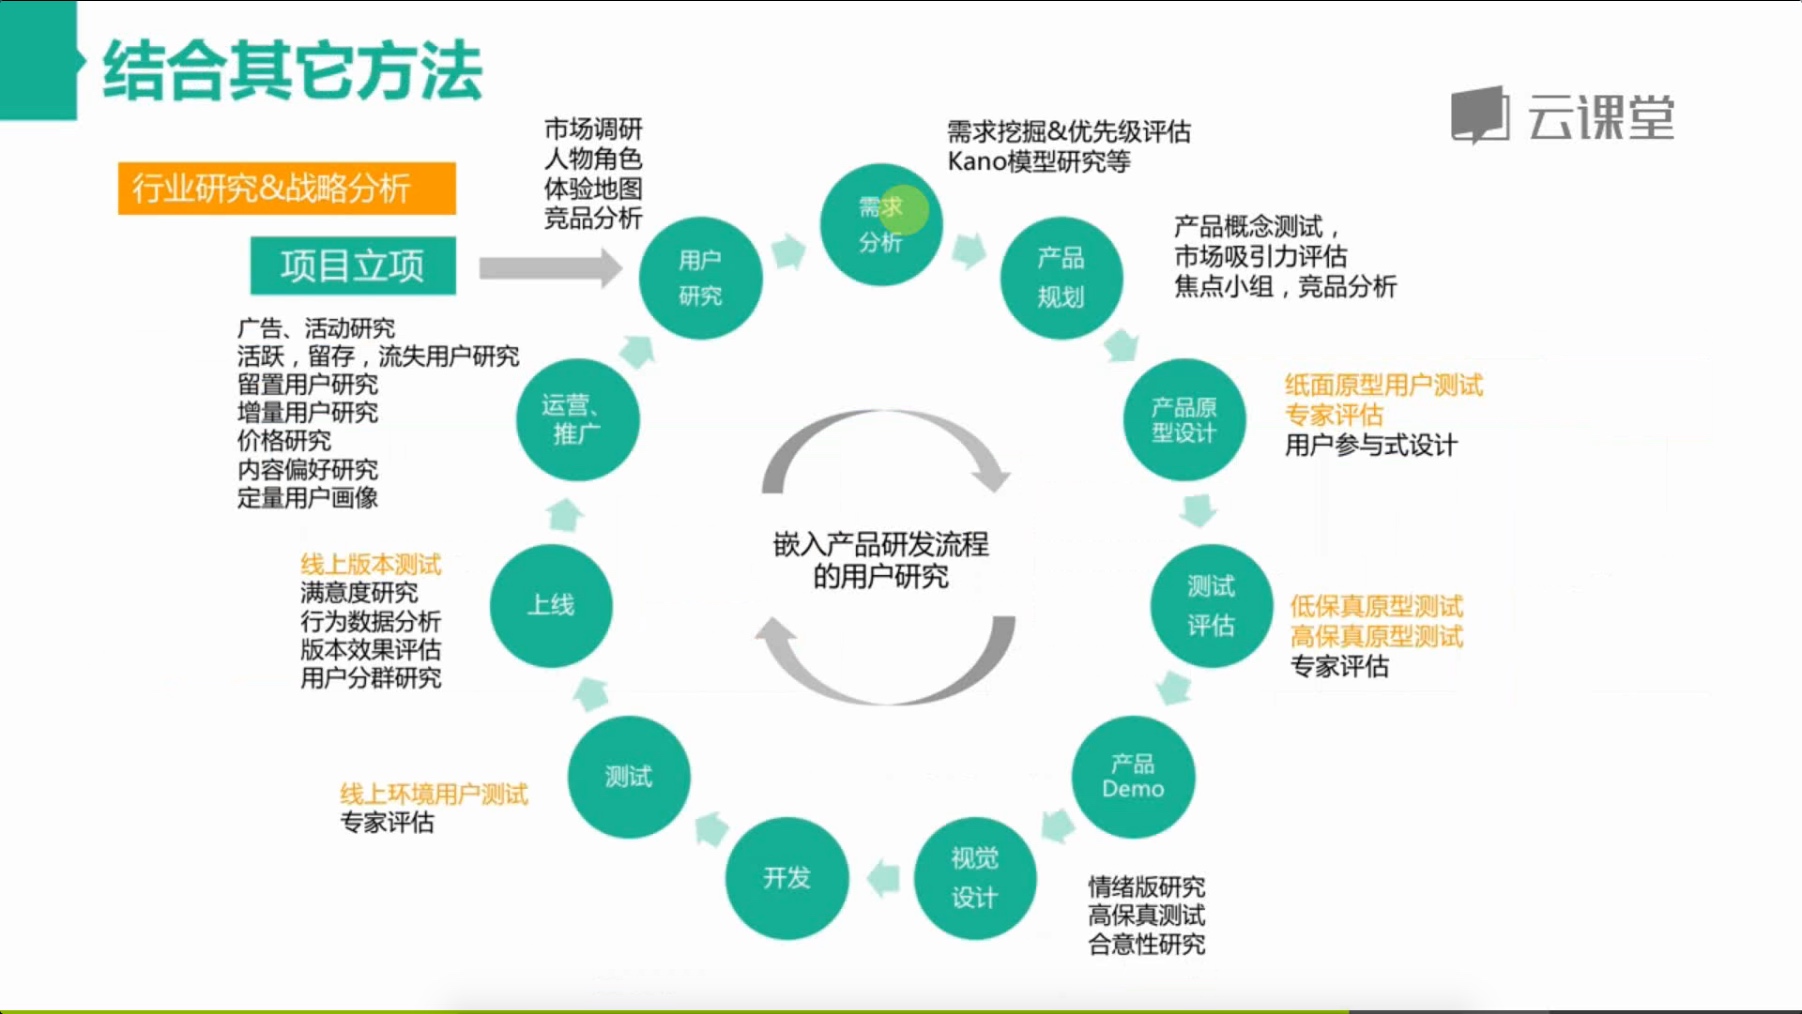 结合其它方法
云课堂
行业研究&战略分析
项目立项
市场调研
人物角色
体验地图
竞品分析
用户
研究
需求
分析
需求挖掘&优先级评估
Kano模型研究等
产品
规划
产品概念测试，
市场吸引力评估
焦点小组，竞品分析
产品原
型设计
纸面原型用户测试
专家评估
用户参与式设计
测试
评估
低保真原型测试
高保真原型测试
专家评估
产品
Demo
视觉
设计
情绪版研究
高保真测试
合意性研究
开发
测试
线上环境用户测试
专家评估
上线
线上版本测试
满意度研究
行为数据分析
版本效果评估
用户分群研究
运营、
推广
广告、活动研究
活跃，留存，流失用户研究
留置用户研究
增量用户研究
价格研究
内容偏好研究
定量用户画像
嵌入产品研发流程
的用户研究